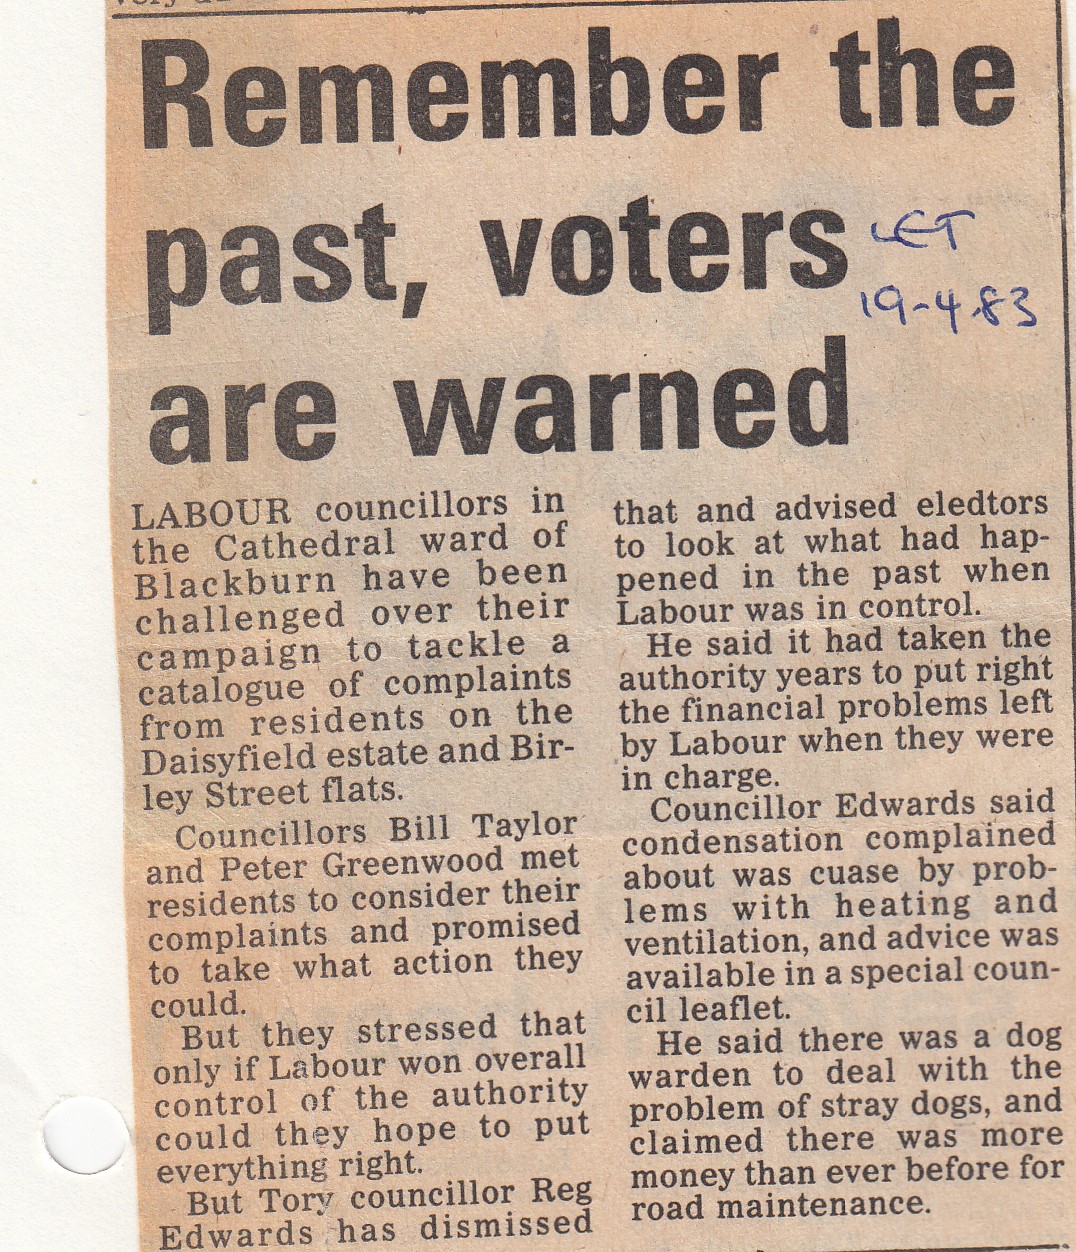 Remember the
past, voters
are warned
LET
19-4.83
LABOUR councillors in
the Cathedral ward of
Blackburn have been
challenged over their
campaign to tackle a
catalogue of complaints
from residents on the
Daisyfield estate and Bir-
ley Street flats.
Councillors Bill Taylor
and Peter Greenwood met
residents to consider their
complaints and promised
to take what action they
could.
But they stressed that
only if Labour won overall
control of the authority
could they hope to put
everything right.
But Tory councillor Reg
Edwards has dismissed
that and advised eledtors
to look at what had hap-
pened in the past when
Labour was in control.
He said it had taken the
authority years to put right
the financial problems left
by Labour when they were
in charge.
Councillor Edwards said
condensation complained
about was cuase by prob-
lems with heating and
ventilation, and advice was
available in a special coun-
cil leaflet.
He said there was a dog
warden to deal with the
problem of stray dogs, and
claimed there was more
money than ever before for
road maintenance.